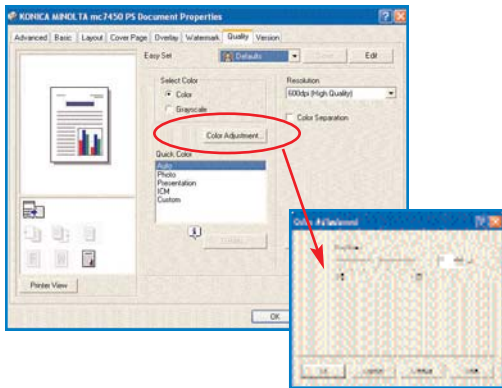 KONICA MINOLTA mc7450 PS Document Properties
Advanced Basic Layout Cover Page Overlay Watermark Quality Version
Easy Set
Defaults
Edit
Select Color
Color
Grayscale
Color Adjustment...
Resolution
600dpi (High Quality)
Color Separation
Quick Color
Auto
Photo
Presentation
ICM
Custom
Printer View
OK
Color Adjustment